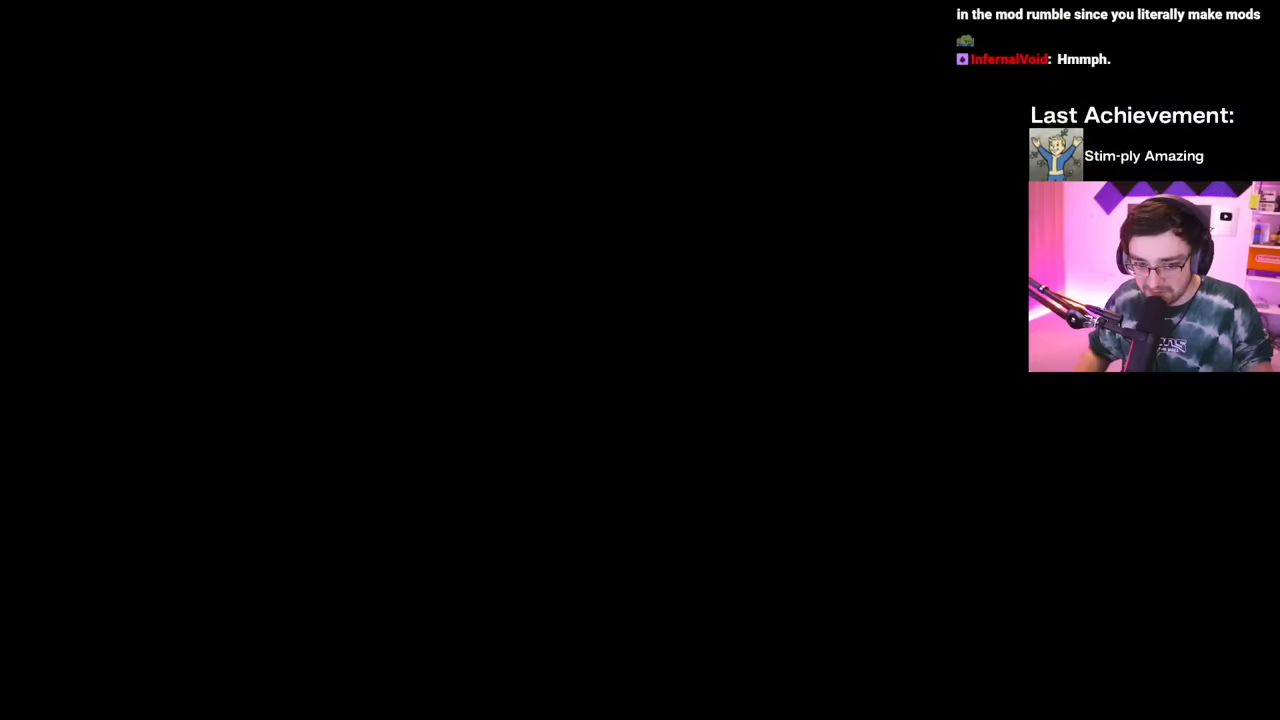 in the mod rumble since you literally make mods
InfernalVoid: Hmmph.
Last Achievement:
Stim-ply Amazing